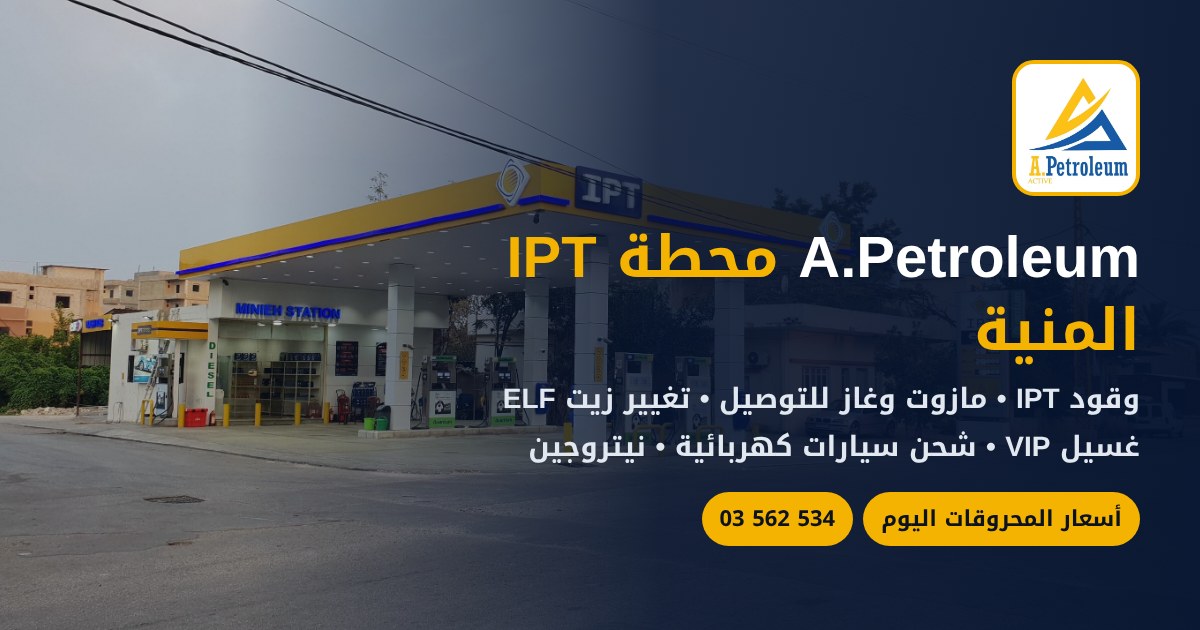 A.Petroleum
ACTIVE
IPT
A.Petroleum محطة IPT
المنية
MINIEH STATION
DIESEL
وقود IPT • مازوت وغاز للتوصيل • تغيير زيت ELF
غسيل VIP • شحن سيارات كهربائية • نيتروجين
أسعار المحروقات اليوم
03 562 534